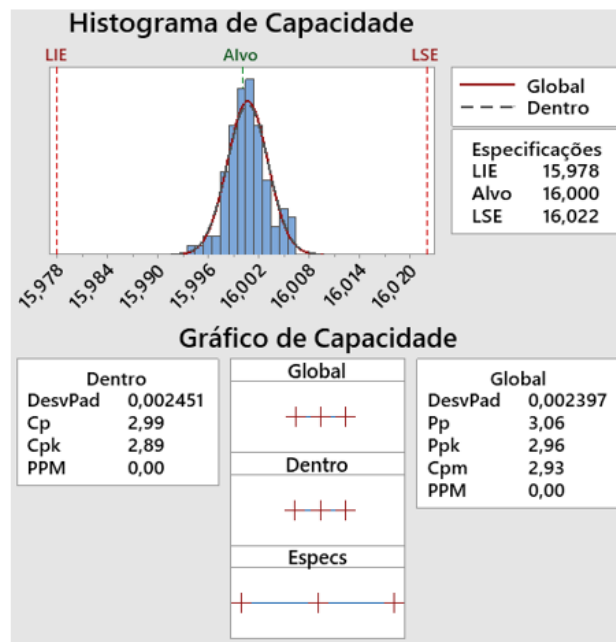 Histograma de Capacidade
LIE Alvo LSE
Global
Dentro
Especificações
LIE 15,978
Alvo 16,000
LSE 16,022
15,978 15,984 15,990 15,996 16,002 16,008 16,014 16,020
Gráfico de Capacidade
Dentro
DesvPad 0,002451
Cp 2,99
Cpk 2,89
PPM 0,00
Global
Dentro
Especs
Global
DesvPad 0,002397
Pp 3,06
Ppk 2,96
Cpm 2,93
PPM 0,00